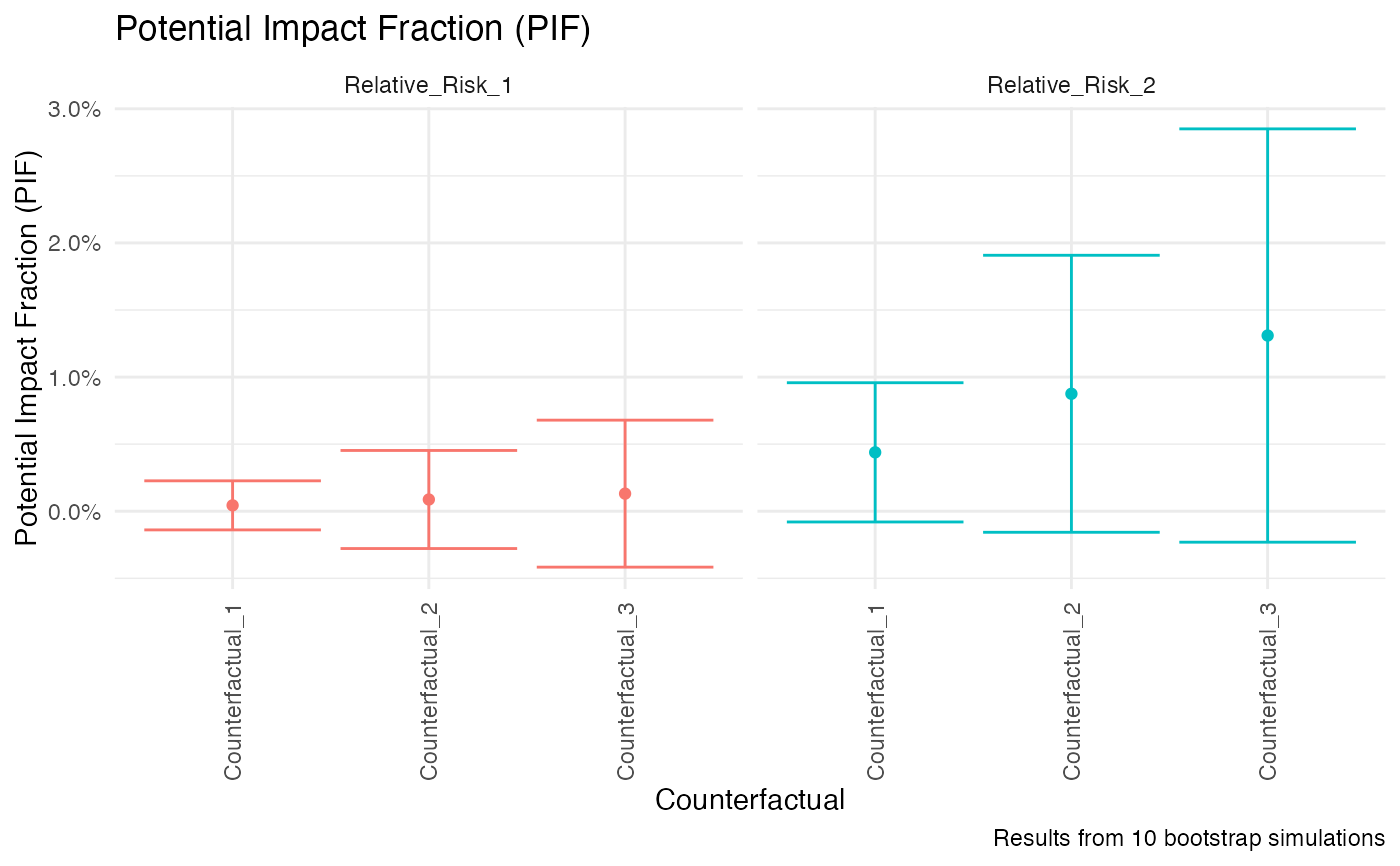 Potential Impact Fraction (PIF)
Relative_Risk_1
Relative_Risk_2
Potential Impact Fraction (PIF)
3.0%
2.0%
1.0%
0.0%
Counterfactual_1
Counterfactual_2
Counterfactual_3
Counterfactual_1
Counterfactual_2
Counterfactual_3
Counterfactual
Results from 10 bootstrap simulations